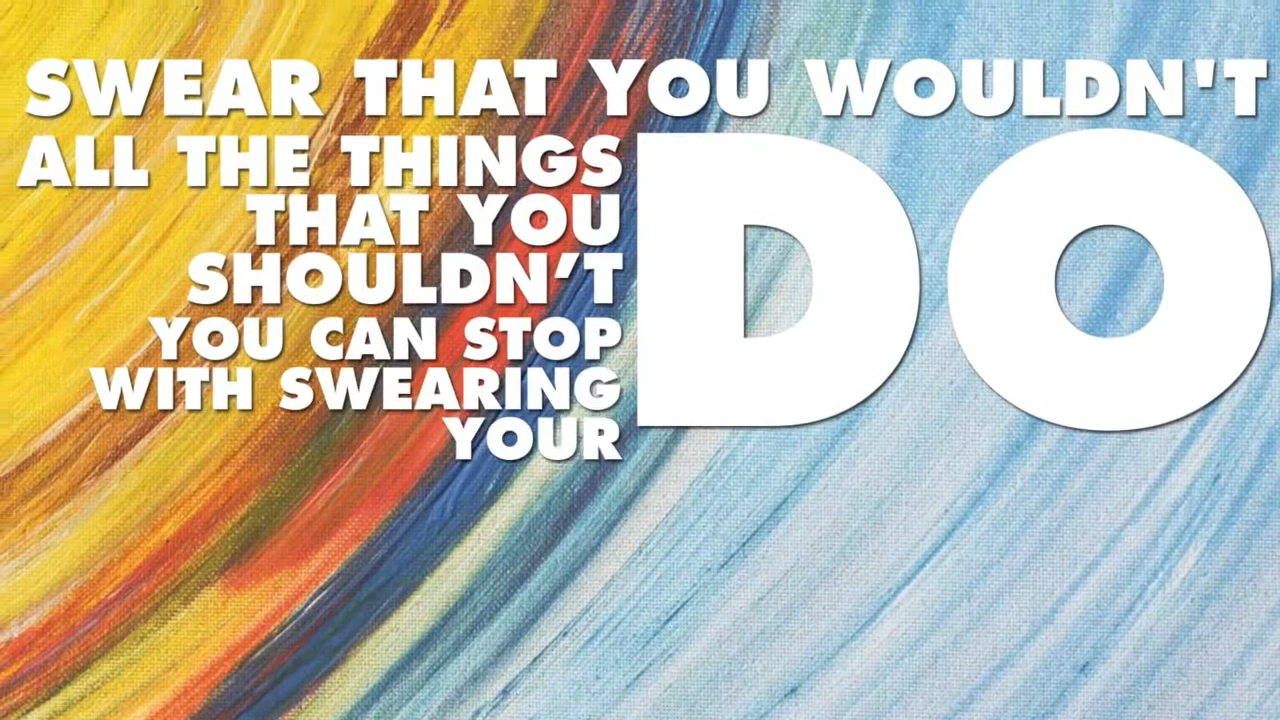 SWEAR THAT YOU WOULDN'T
DO
ALL THE THINGS
THAT YOU
SHOULDN’T
YOU CAN STOP
WITH SWEARING
YOUR